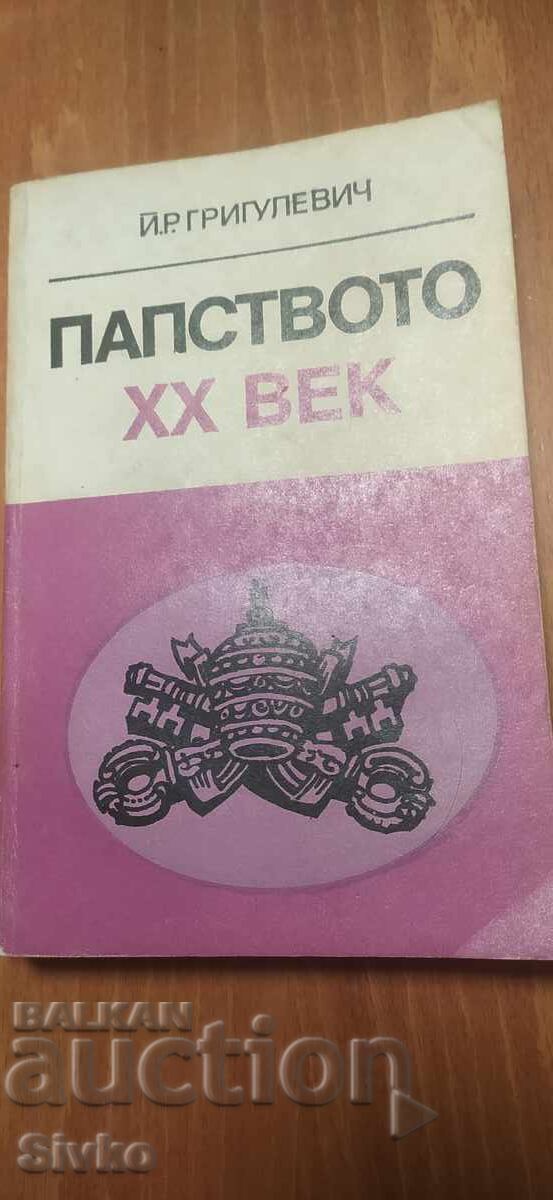 Й.Р. ГРИГУЛЕВИЧ
ПАПСТВОТО
XX ВЕК
BALKAN
auction
Sivko